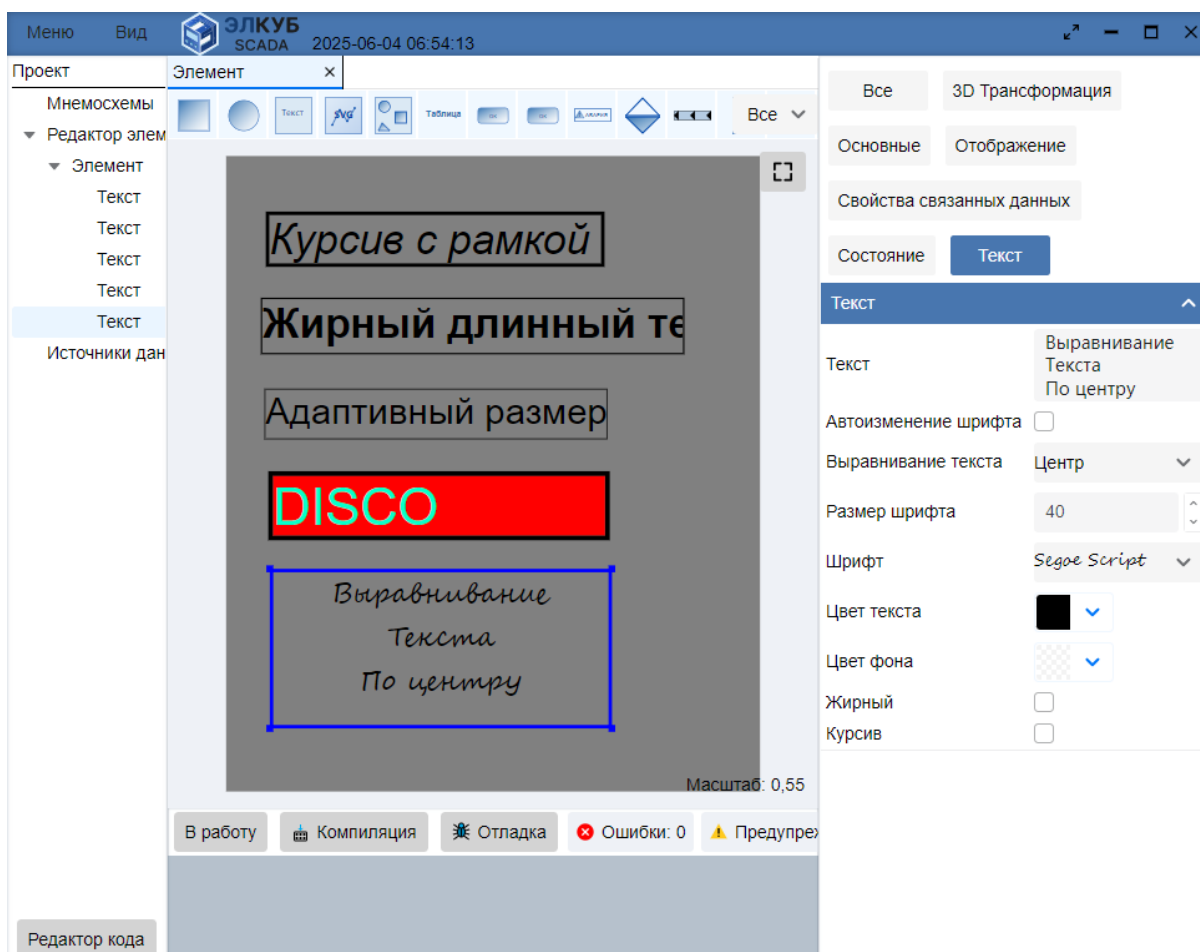 Меню Вид ЭЛКУБ SCADA 2025-06-04 06:54:13
Проект
Мнемосхемы
Редактор элем
Элемент
Текст
Текст
Текст
Текст
Текст
Источники дан
Редактор кода
Элемент ×
Текст svg Таблица ОК ОК Все
Курсив с рамкой
Жирный длинный те
Адаптивный размер
DISCO
Выравнивание
Текста
По центру
Масштаб: 0,55
В работу Компиляция Отладка Ошибки: 0 Предупреж
Все 3D Трансформация
Основные Отображение
Свойства связанных данных
Состояние Текст
Текст
Текст Выравнивание
Текста
По центру
Автоизменение шрифта
Выравнивание текста Центр
Размер шрифта 40
Шрифт Segoe Script
Цвет текста
Цвет фона
Жирный
Курсив